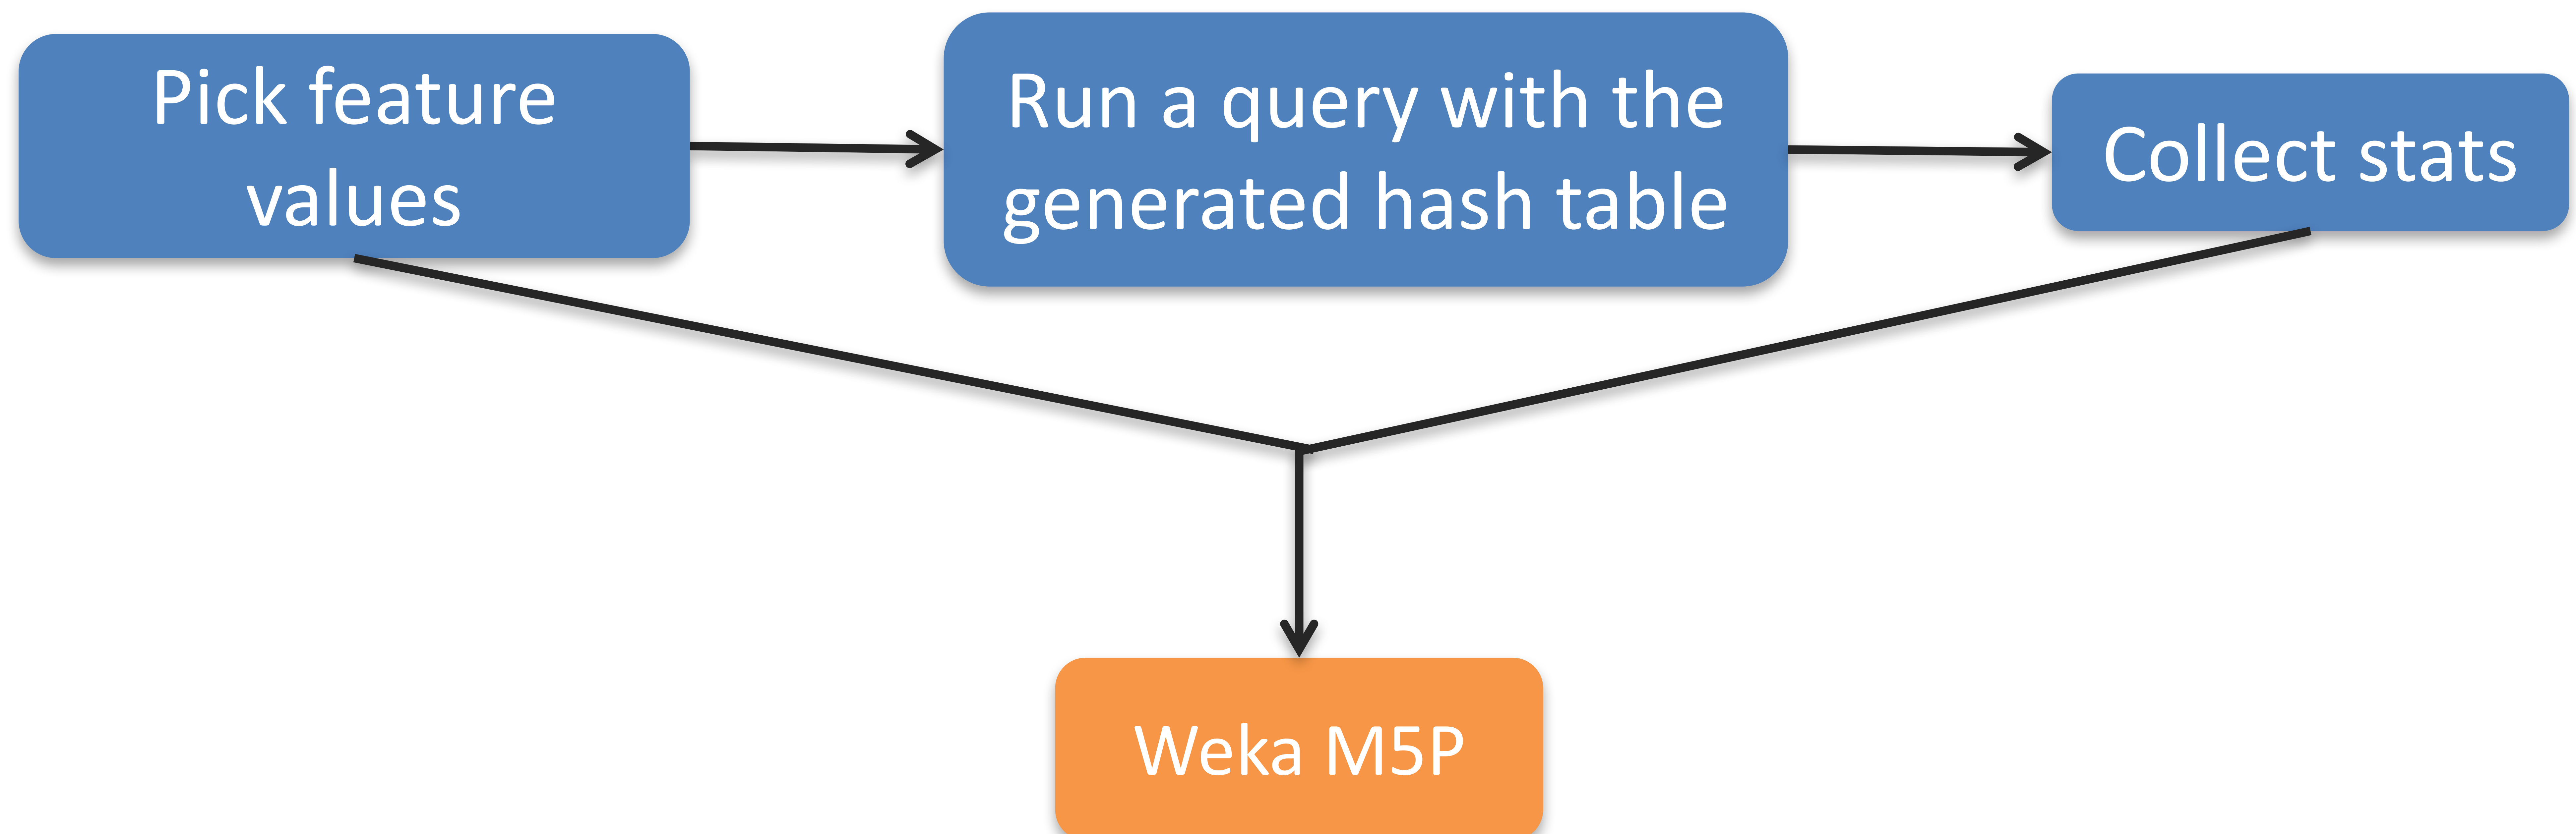 Pick feature
values
Run a query with the
generated hash table
Collect stats
Weka M5P